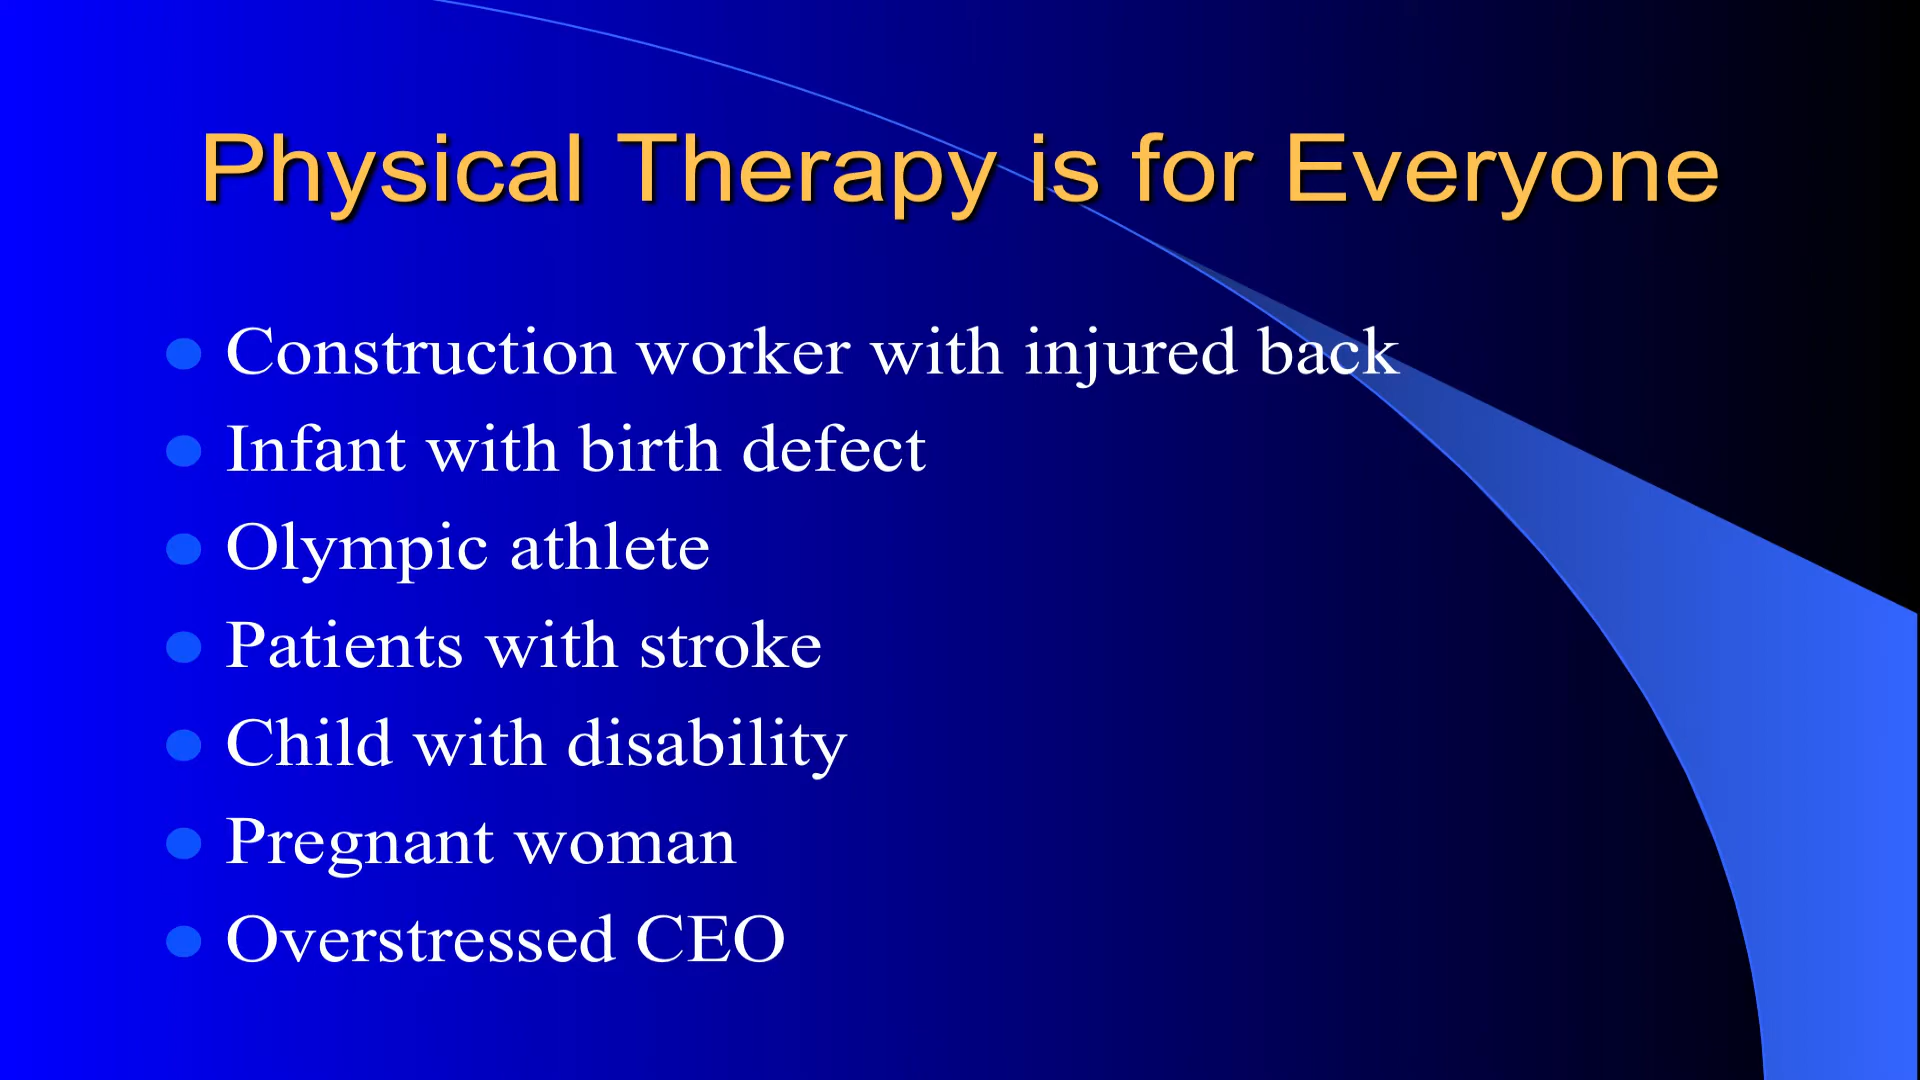 Physical Therapy is for Everyone
Construction worker with injured back
Infant with birth defect
Olympic athlete
Patients with stroke
Child with disability
Pregnant woman
Overstressed CEO